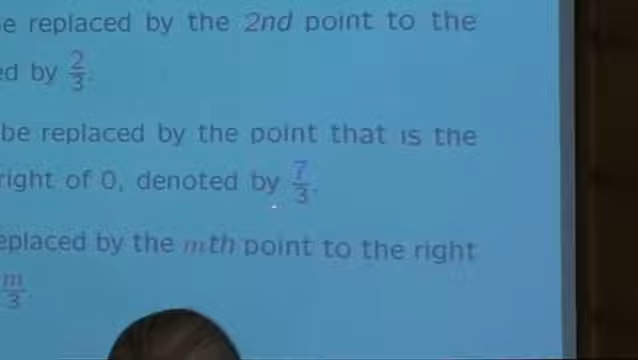 e replaced by the 2nd point to the
ed by 2/3.
be replaced by the point that is the
right of 0, denoted by 7/3.
eplaced by the mth point to the right
m/3